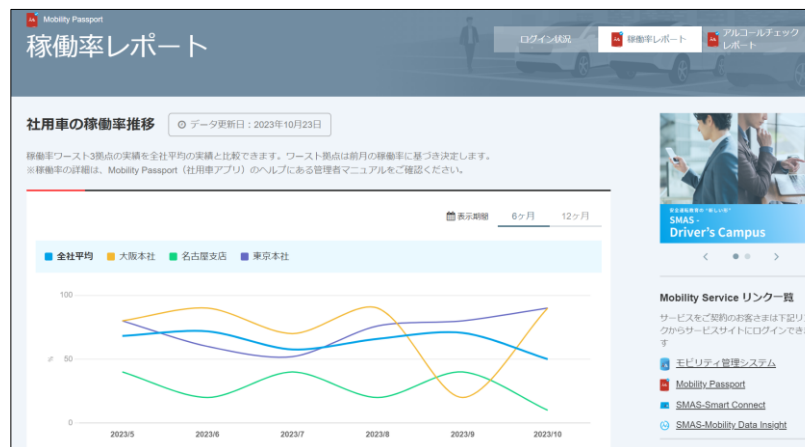 Mobility Passport
稼働率レポート
ログイン状況
稼働率レポート
アルコールチェック
レポート
社用車の稼働率推移
データ更新日:2023年10月23日
稼働率ワースト3拠点の実績を全社平均の実績と比較できます。ワースト拠点は前月の稼働率に基づき決定します。
※稼働率の詳細は、Mobility Passport(社用車アプリ)のヘルプにある管理者マニュアルをご確認ください。
表示期間 6ヶ月 12ヶ月
全社平均 大阪本社 名古屋支店 東京本社
100
%
50
0
2023/5 2023/6 2023/7 2023/8 2023/9 2023/10
SMAS -
Driver's Campus
Mobility Service リンク一覧
サービスをご契約のお客さまは下記リン
クからサービスサイトにログインできま
す
モビリティ管理システム
Mobility Passport
SMAS-Smart Connect
SMAS-Mobility Data Insight